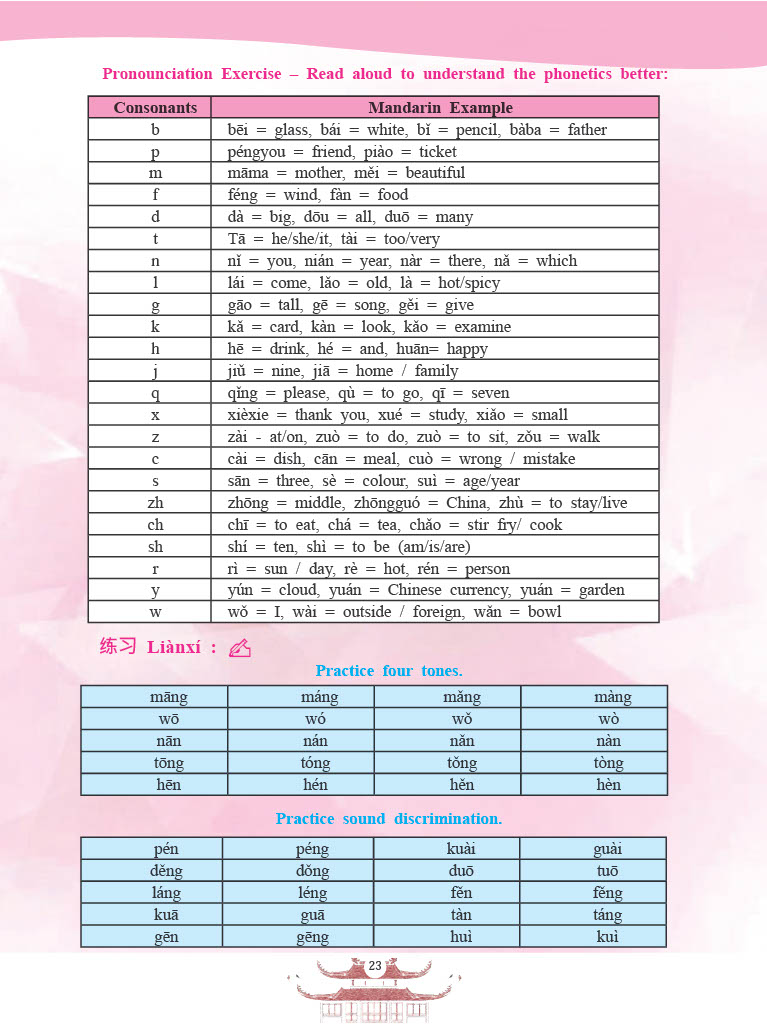 Pronounciation Exercise – Read aloud to understand the phonetics better:
Consonants Mandarin Example
b bēi = glass, bái = white, bǐ = pencil, bàba = father
p péngyou = friend, piào = ticket
m māma = mother, měi = beautiful
f féng = wind, fàn = food
d dà = big, dōu = all, duō = many
t Tā = he/she/it, tài = too/very
n nǐ = you, nián = year, nàr = there, nǎ = which
l lái = come, lǎo = old, là = hot/spicy
g gāo = tall, gē = song, gěi = give
k kǎ = card, kàn = look, kǎo = examine
h hē = drink, hé = and, huān= happy
j jiǔ = nine, jiā = home / family
q qǐng = please, qù = to go, qī = seven
x xièxie = thank you, xué = study, xiǎo = small
z zài - at/on, zuò = to do, zuò = to sit, zǒu = walk
c cài = dish, cān = meal, cuò = wrong / mistake
s sān = three, sè = colour, suì = age/year
zh zhōng = middle, zhōngguó = China, zhù = to stay/live
ch chī = to eat, chá = tea, chǎo = stir fry/ cook
sh shí = ten, shì = to be (am/is/are)
r rì = sun / day, rè = hot, rén = person
y yún = cloud, yuán = Chinese currency, yuán = garden
w wǒ = I, wài = outside / foreign, wǎn = bowl
练习 Liànxí :
Practice four tones.
māng máng mǎng màng
wō wó wǒ wò
nān nán nǎn nàn
tōng tóng tǒng tòng
hēn hén hěn hèn
Practice sound discrimination.
pén péng kuài guài
děng dǒng duō tuō
láng léng fěn fěng
kuā guā tàn táng
gēn gēng huì kuì
23